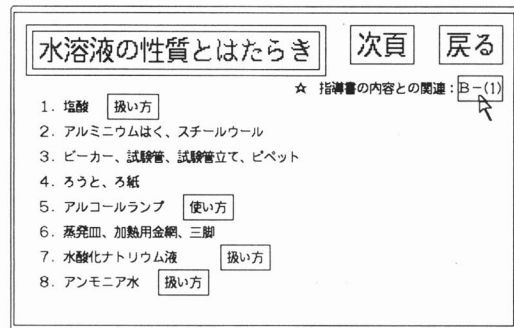 水溶液の性質とはたらき 次頁 戻る
☆ 指導書の内容との関連：B－(1)
1．塩酸 扱い方
2．アルミニウムはく、スチールウール
3．ビーカー、試験管、試験管立て、ピペット
4．ろうと、ろ紙
5．アルコールランプ 使い方
6．蒸発皿、加熱用金網、三脚
7．水酸化ナトリウム液 扱い方
8．アンモニア水 扱い方